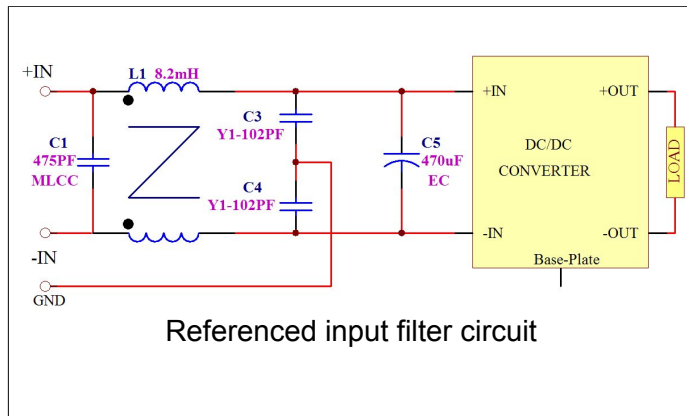 L1 8.2mH
+IN
C1
475PF
MLCC
C3
Y1-102PF
C4
Y1-102PF
C5
470uF
EC
+IN
+OUT
DC/DC
CONVERTER
-IN
-OUT
Base-Plate
LOAD
-IN
GND
Referenced input filter circuit